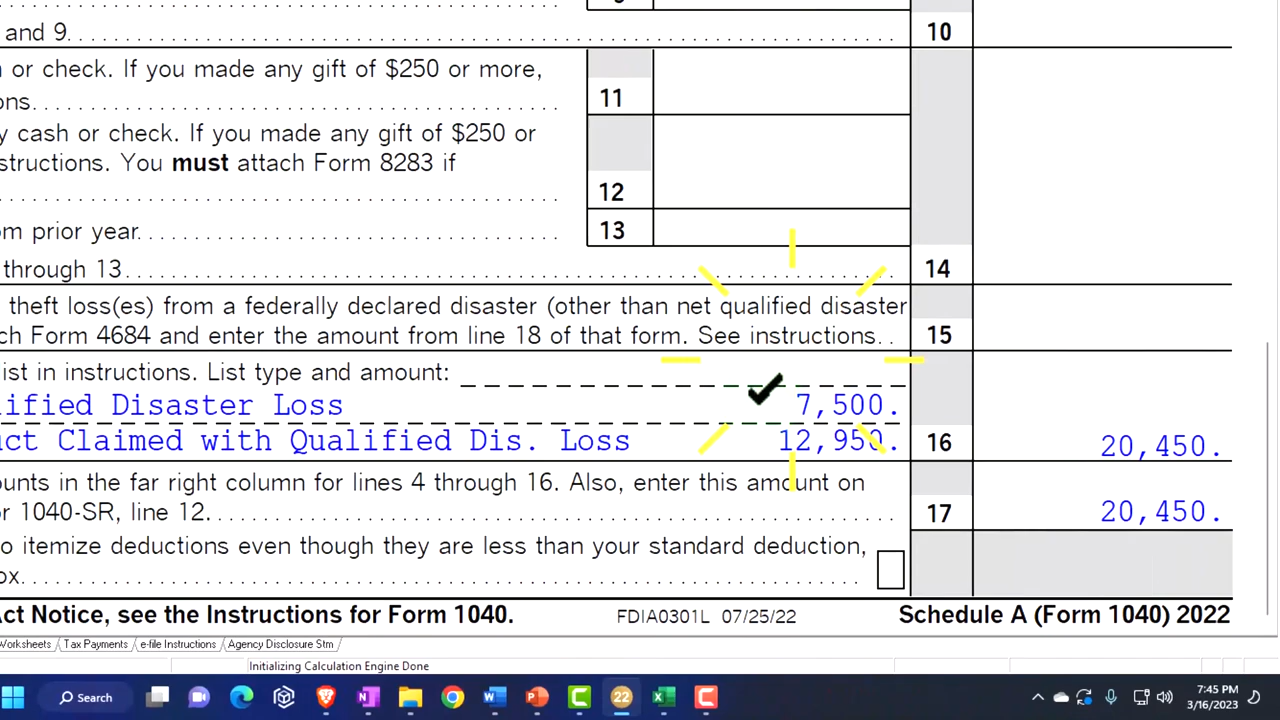 and 9. 10
or check. If you made any gift of $250 or more,
ons. 11
y cash or check. If you made any gift of $250 or
structions. You must attach Form 8283 if
12
om prior year. 13
through 13. 14
theft loss(es) from a federally declared disaster (other than net qualified disaster
ch Form 4684 and enter the amount from line 18 of that form. See instructions. . 15
ist in instructions. List type and amount:
lified Disaster Loss 7,500.
uct Claimed with Qualified Dis. Loss 12,950. 16 20,450.
ounts in the far right column for lines 4 through 16. Also, enter this amount on
or 1040-SR, line 12. 17 20,450.
o itemize deductions even though they are less than your standard deduction,
ox.
Act Notice, see the Instructions for Form 1040. FDIA0301L 07/25/22 Schedule A (Form 1040) 2022
Worksheets Tax Payments e-file Instructions Agency Disclosure Stm
Initializing Calculation Engine Done
Search 22 7:45 PM
3/16/2023